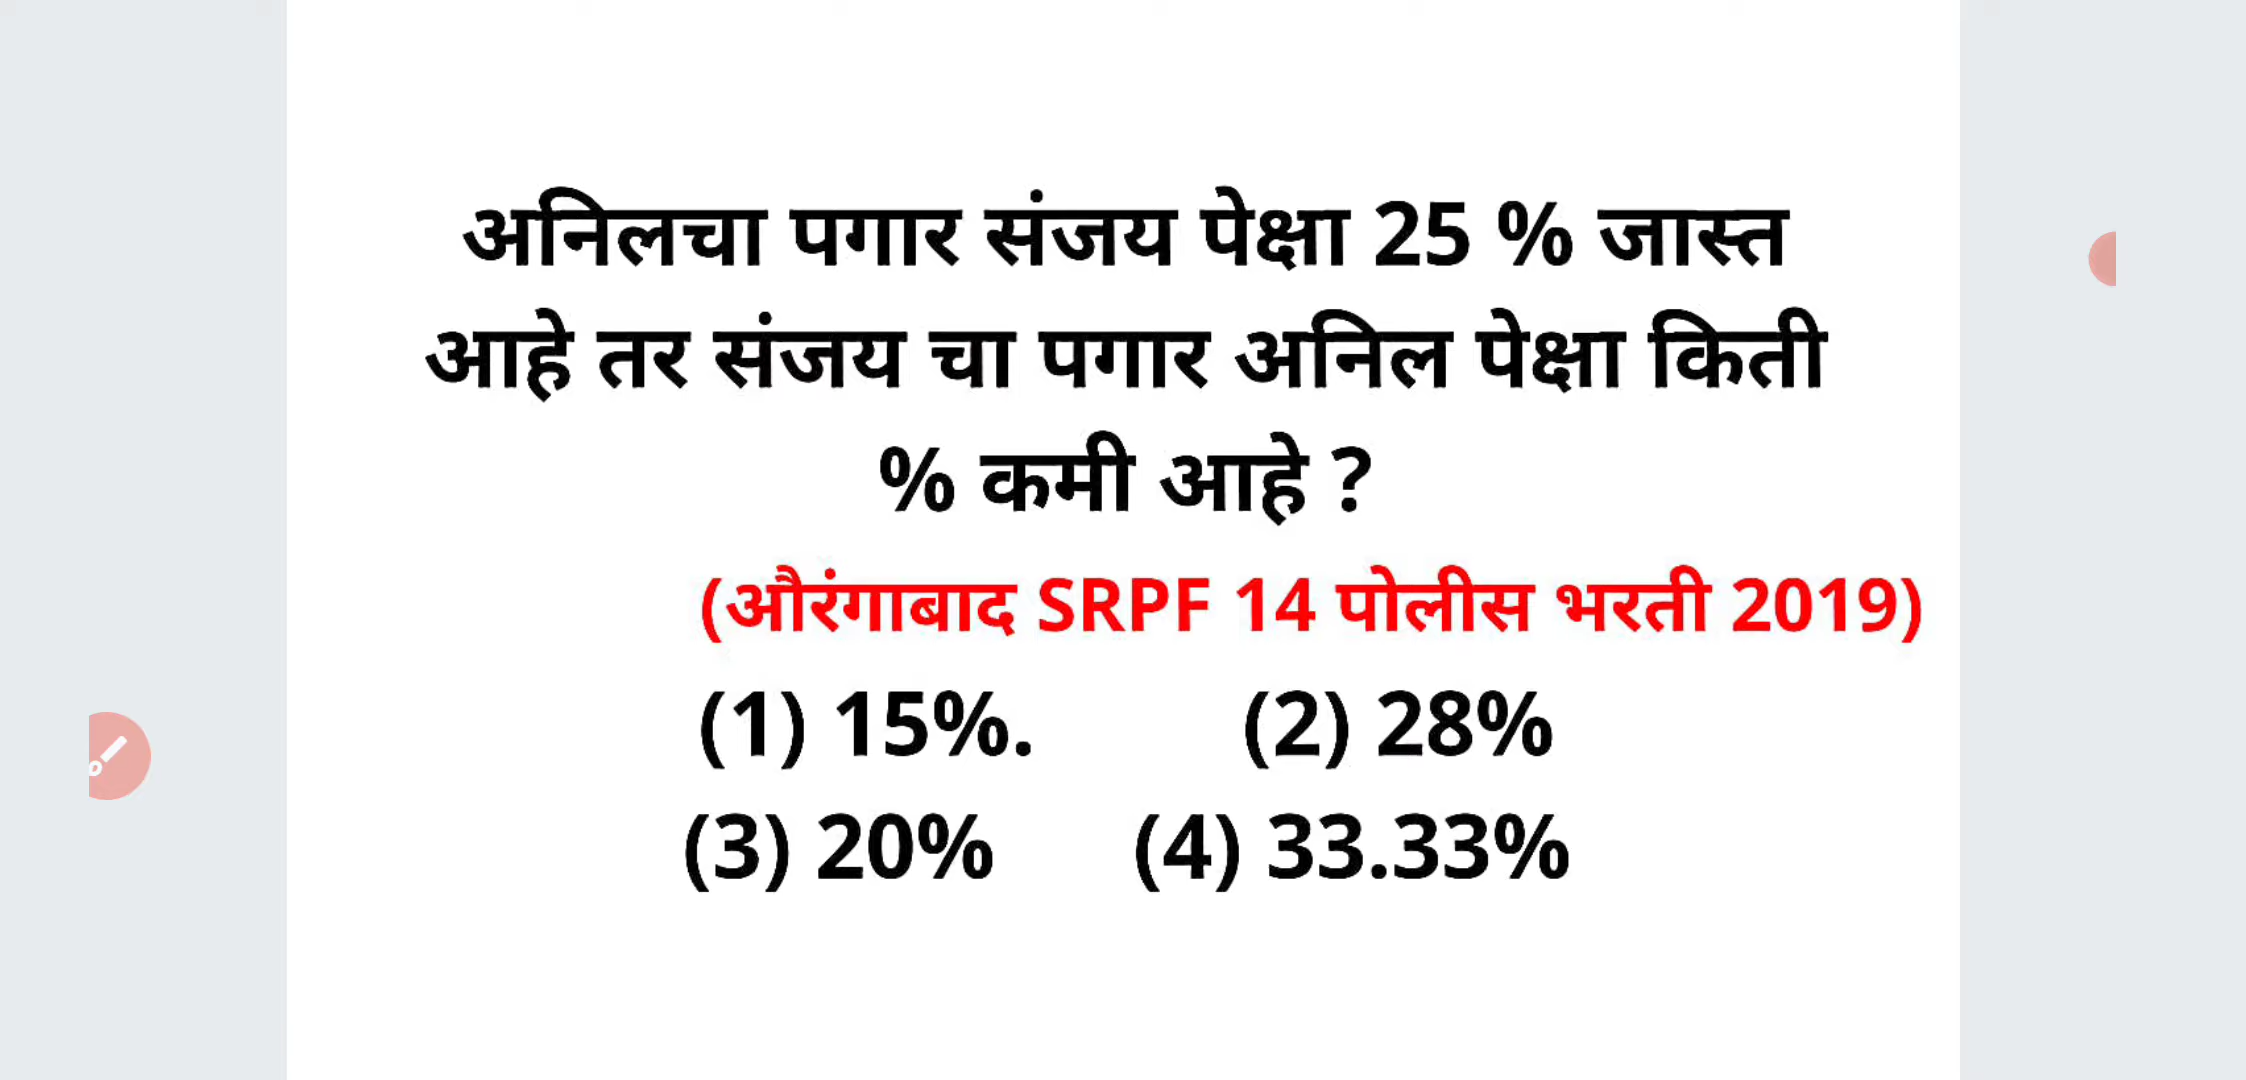 अनिलचा पगार संजय पेक्षा 25 % जास्त
आहे तर संजय चा पगार अनिल पेक्षा किती
% कमी आहे ?
(औरंगाबाद SRPF 14 पोलीस भरती 2019)
(1) 15%. (2) 28%
(3) 20% (4) 33.33%